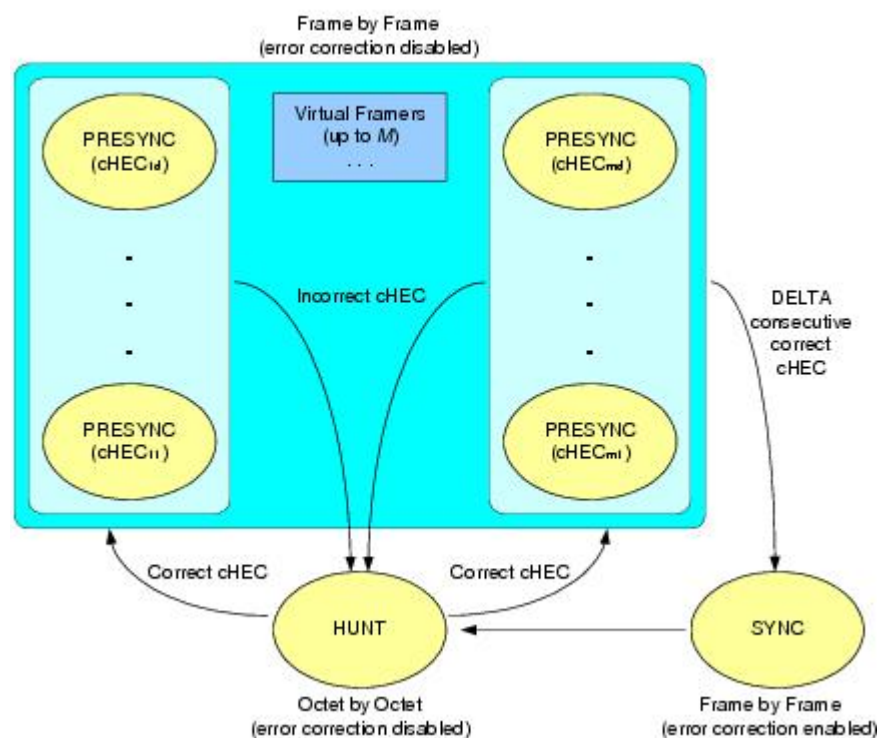 Frame by Frame
(error correction disabled)
Virtual Framers
(up to M)
. . .
PRESYNC
(cHEC1d)
PRESYNC
(cHECmd)
Incorrect cHEC
DELTA
consecutive
correct
cHEC
PRESYNC
(cHEC11)
PRESYNC
(cHECm1)
Correct cHEC
Correct cHEC
HUNT
SYNC
Octet by Octet
(error correction disabled)
Frame by Frame
(error correction enabled)